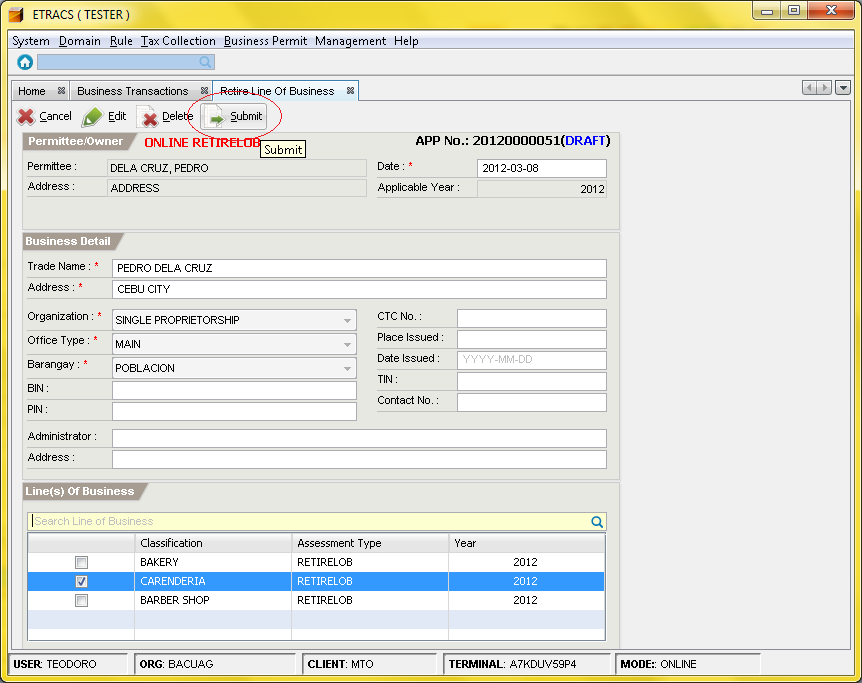 ETRACS ( TESTER )
System Domain Rule Tax Collection Business Permit Management Help
Home Business Transactions Retire Line Of Business
Cancel Edit Delete Submit
Permittee/Owner ONLINE RETIRELOB Submit APP No.: 20120000051(DRAFT)
Permittee : DELA CRUZ, PEDRO Date : * 2012-03-08
Address : ADDRESS Applicable Year : 2012
Business Detail
Trade Name : * PEDRO DELA CRUZ
Address : * CEBU CITY
Organization : * SINGLE PROPRIETORSHIP CTC No. :
Office Type : * MAIN Place Issued :
Barangay : * POBLACION Date Issued : YYYY-MM-DD
BIN : TIN :
PIN : Contact No. :
Administrator :
Address :
Line(s) Of Business
Search Line of Business
Classification Assessment Type Year
BAKERY RETIRELOB 2012
CARENDERIA RETIRELOB 2012
BARBER SHOP RETIRELOB 2012
USER: TEODORO ORG: BACUAG CLIENT: MTO TERMINAL: A7KDUV59P4 MODE:: ONLINE